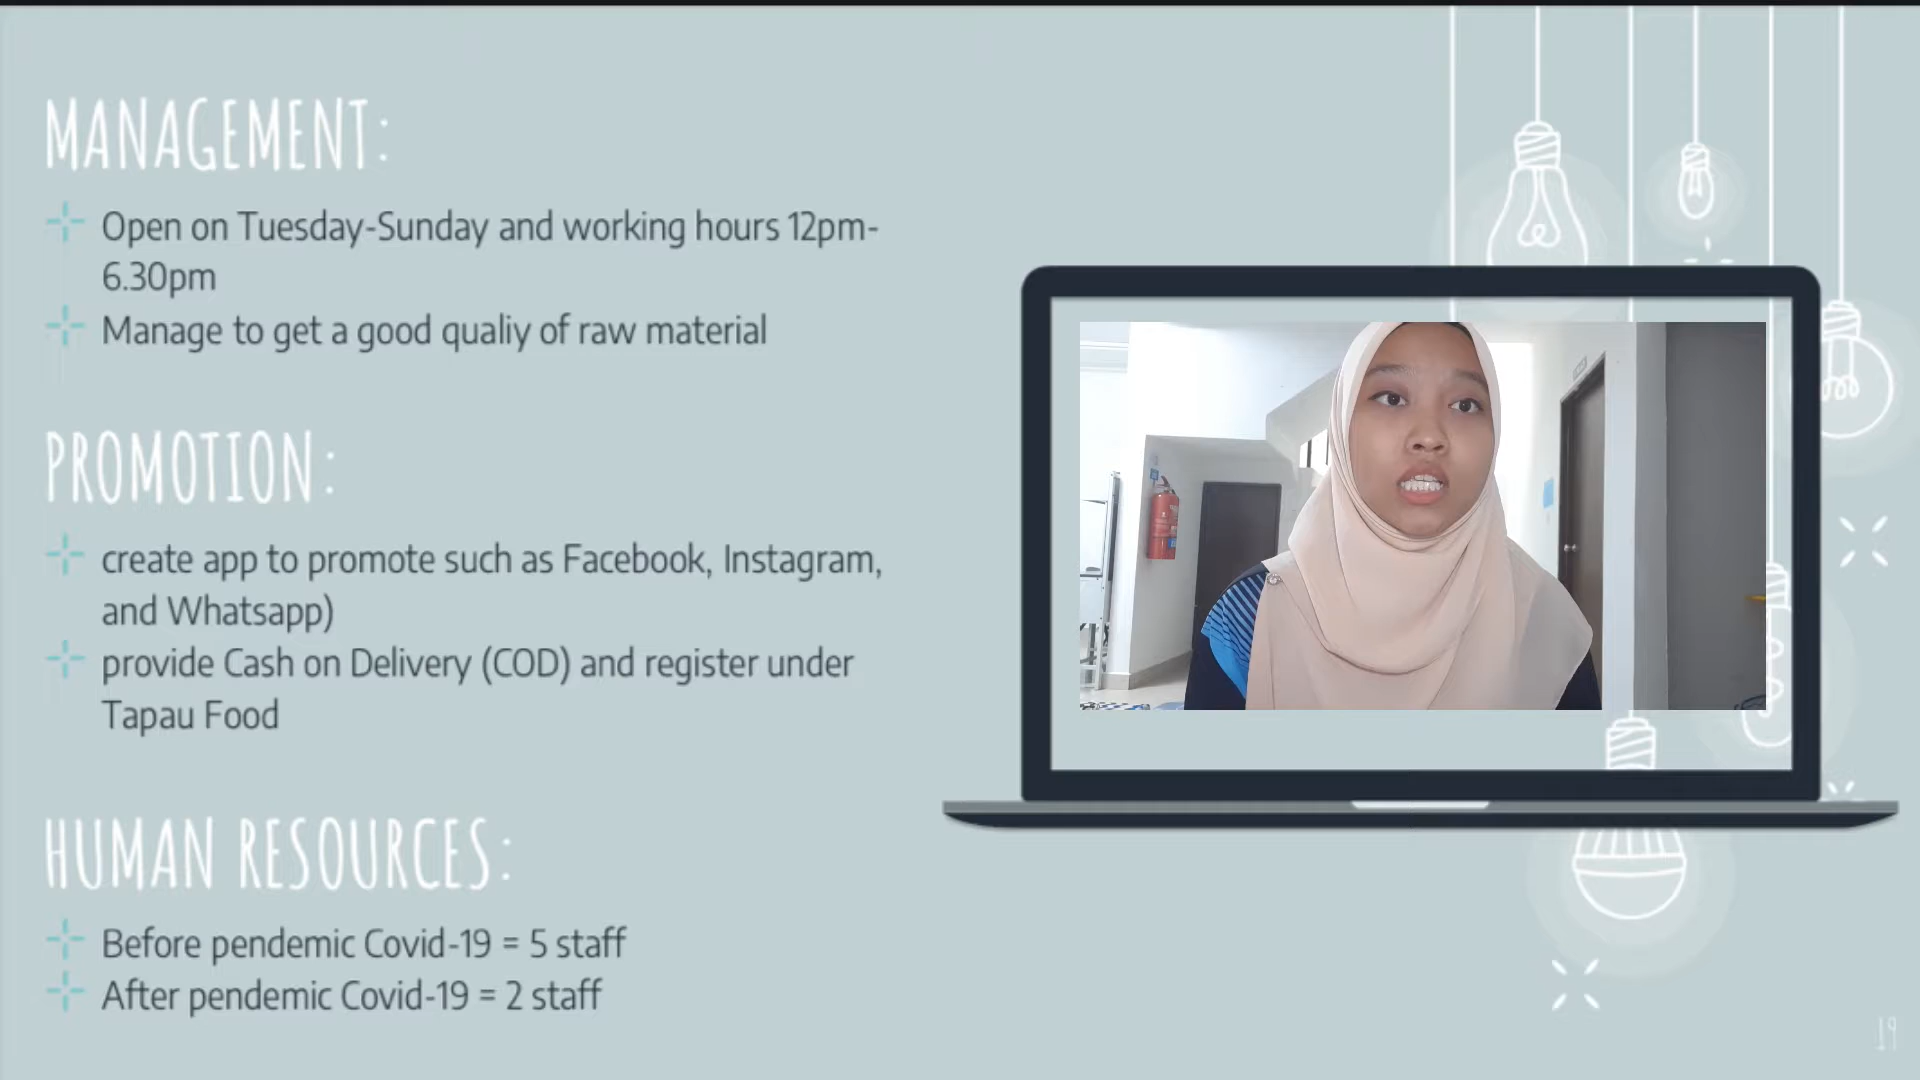 MANAGEMENT:
Open on Tuesday-Sunday and working hours 12pm-
6.30pm
Manage to get a good qualiy of raw material
PROMOTION:
create app to promote such as Facebook, Instagram,
and Whatsapp)
provide Cash on Delivery (COD) and register under
Tapau Food
HUMAN RESOURCES:
Before pendemic Covid-19 = 5 staff
After pendemic Covid-19 = 2 staff
19